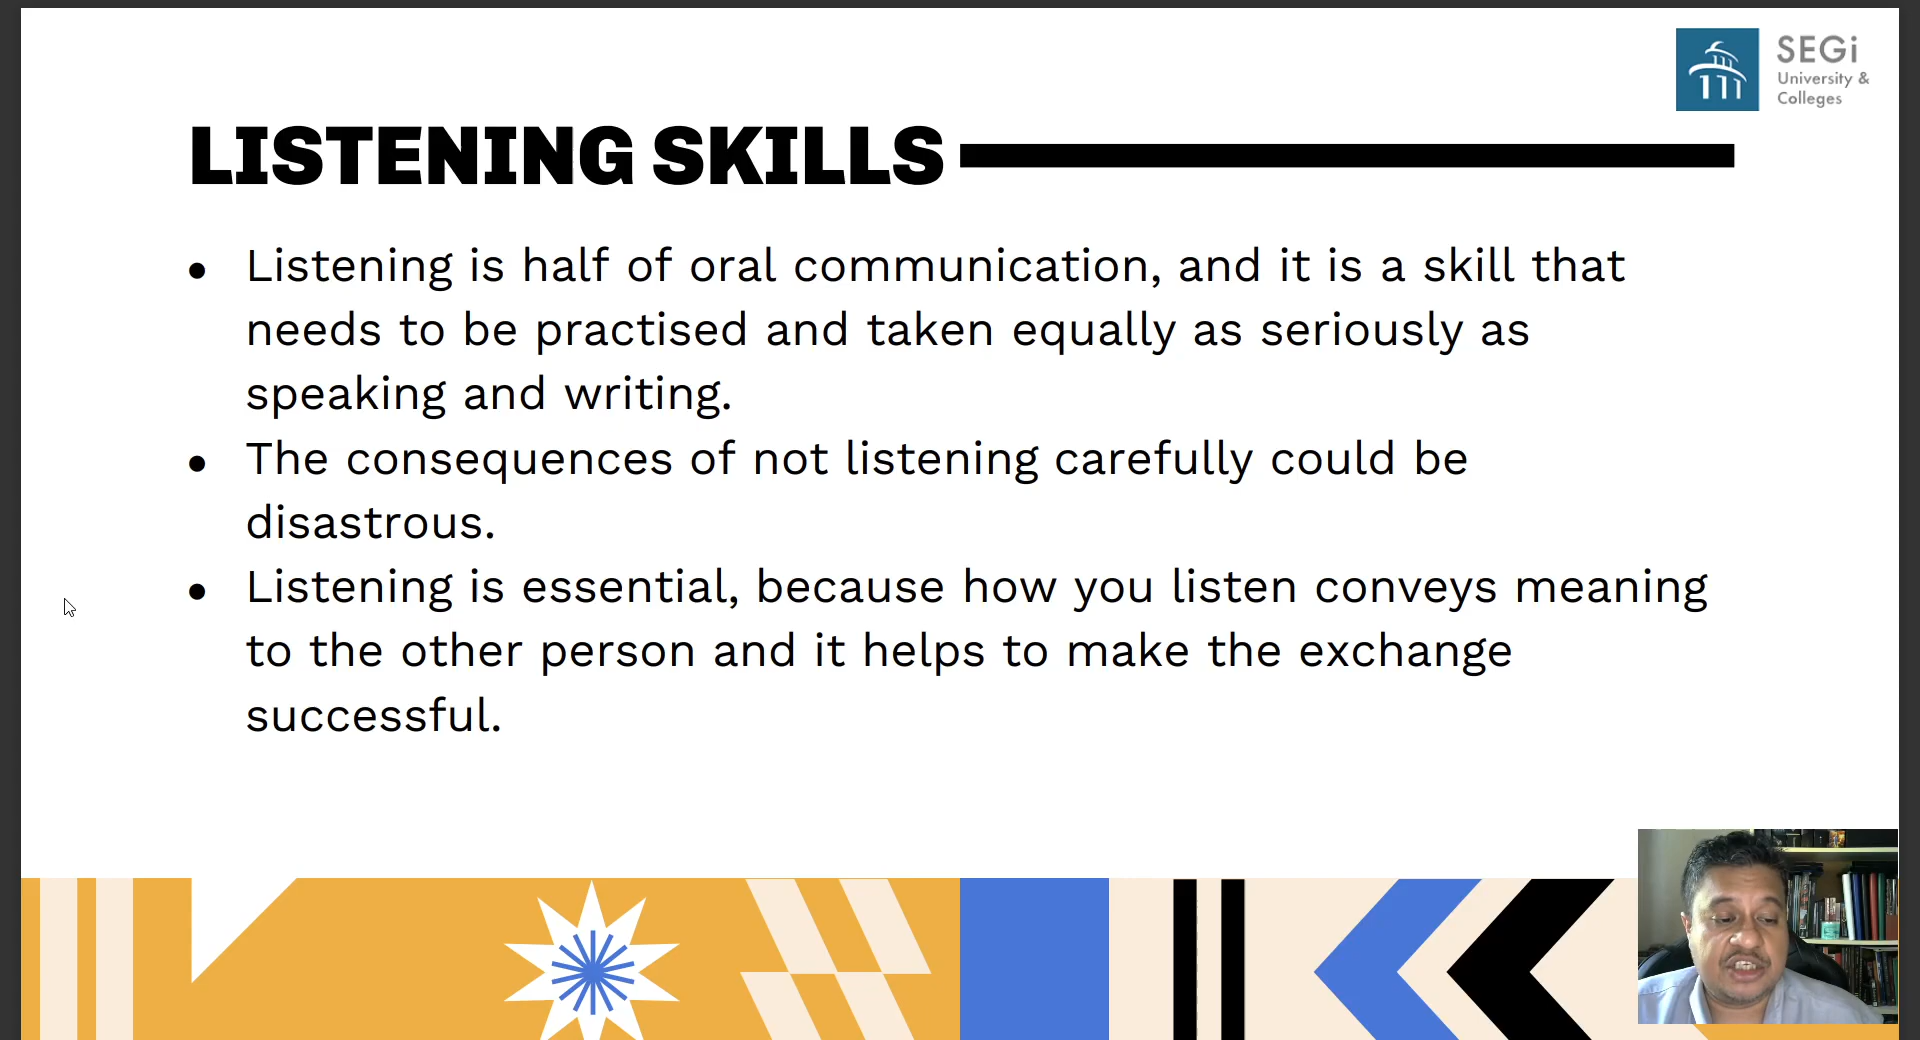 SEGi
University &
Colleges
LISTENING SKILLS
• Listening is half of oral communication, and it is a skill that
needs to be practised and taken equally as seriously as
speaking and writing.
• The consequences of not listening carefully could be
disastrous.
• Listening is essential, because how you listen conveys meaning
to the other person and it helps to make the exchange
successful.